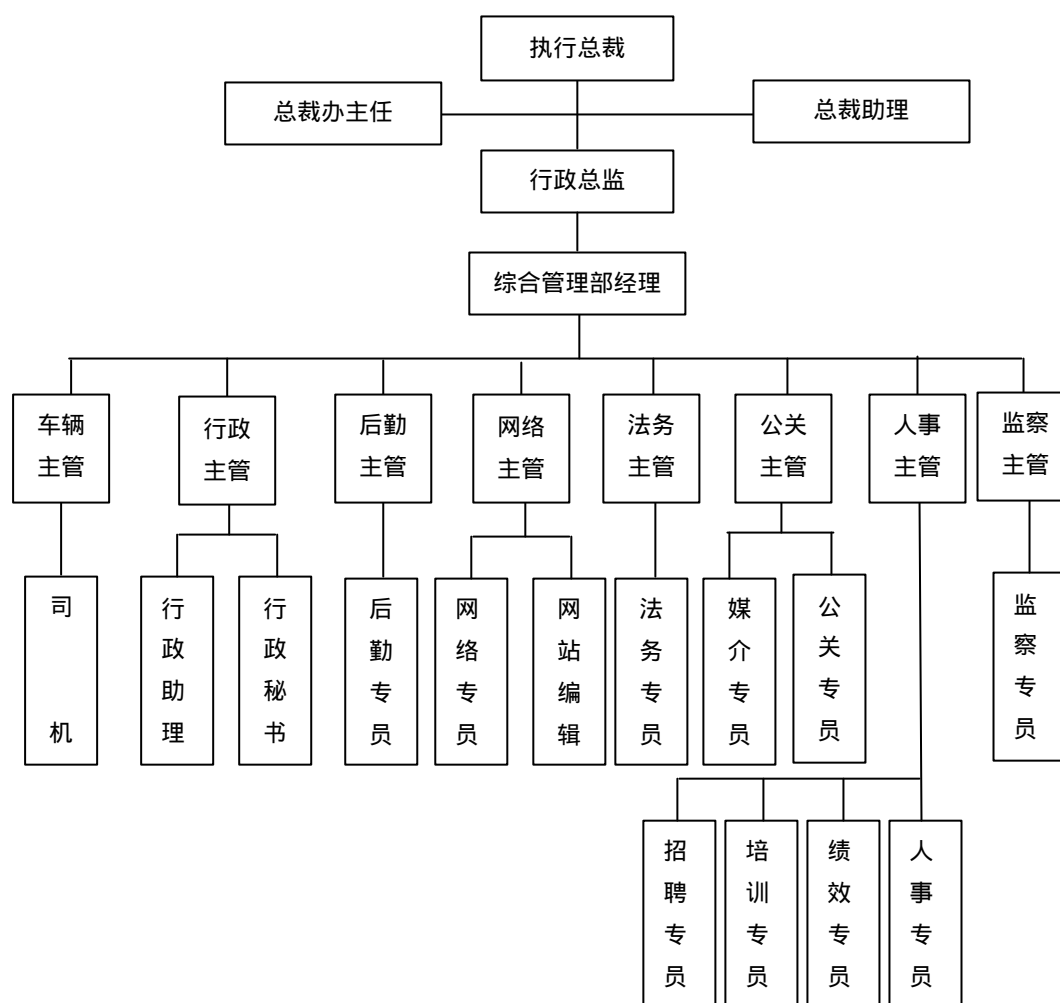 执行总裁
总裁办主任
总裁助理
行政总监
综合管理部经理
车辆
主管
行政
主管
后勤
主管
网络
主管
法务
主管
公关
主管
人事
主管
监察
主管
司机
行政助理
行政秘书
后勤专员
网络专员
网站编辑
法务专员
媒介专员
公关专员
监察专员
招聘专员
培训专员
绩效专员
人事专员